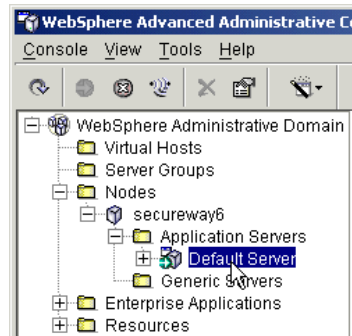 WebSphere Advanced Administrative
Console View Tools Help
WebSphere Administrative Domain
Virtual Hosts
Server Groups
Nodes
secureway6
Application Servers
Default Server
Generic Servers
Enterprise Applications
Resources